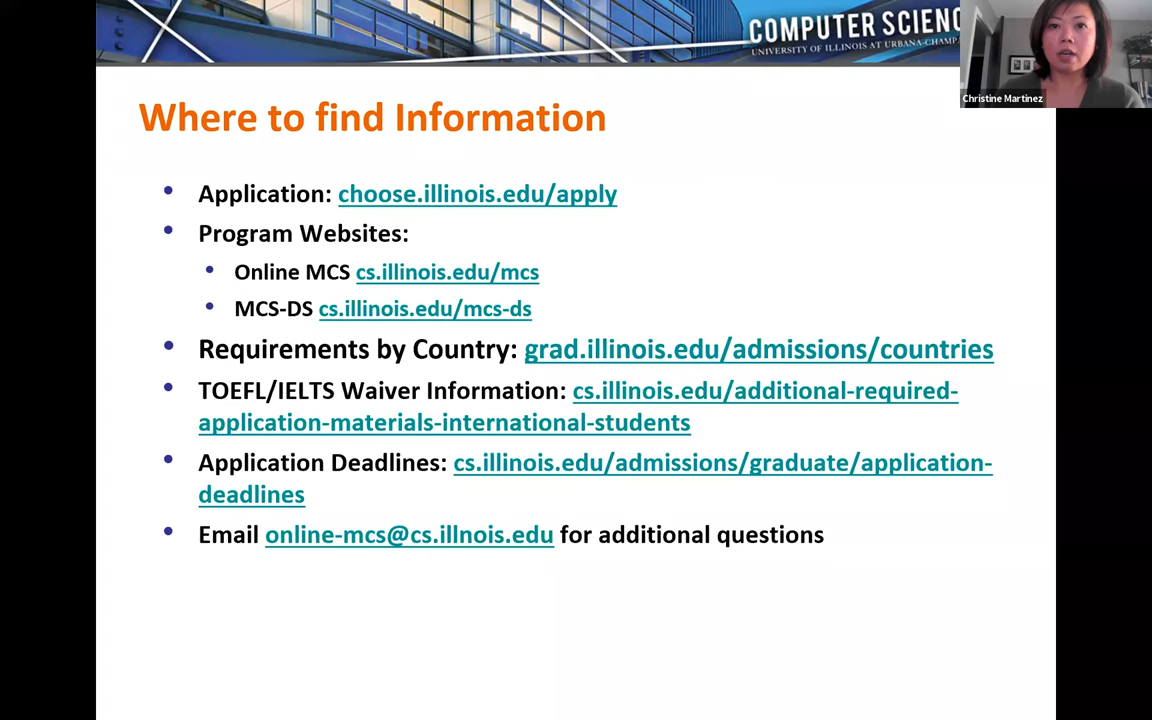 COMPUTER SCIENC
UNIVERSITY OF ILLINOIS AT URBANA-CHAMPA
Christine Martinez
Where to find Information
• Application: choose.illinois.edu/apply
• Program Websites:
• Online MCS cs.illinois.edu/mcs
• MCS-DS cs.illinois.edu/mcs-ds
• Requirements by Country: grad.illinois.edu/admissions/countries
• TOEFL/IELTS Waiver Information: cs.illinois.edu/additional-required-
application-materials-international-students
• Application Deadlines: cs.illinois.edu/admissions/graduate/application-
deadlines
• Email online-mcs@cs.illnois.edu for additional questions